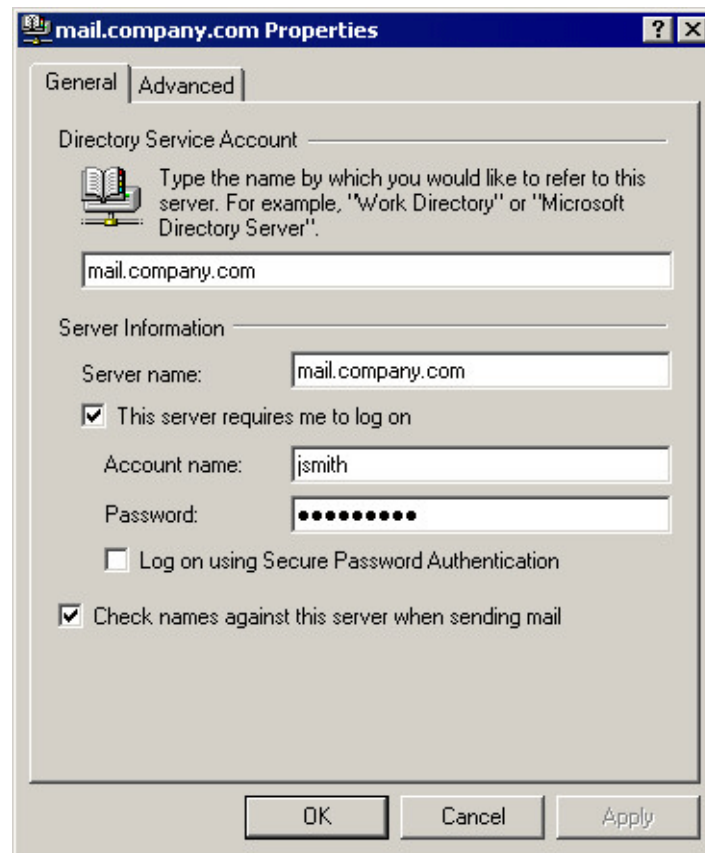 mail.company.com Properties
General
Advanced
Directory Service Account
Type the name by which you would like to refer to this
server. For example, "Work Directory" or "Microsoft
Directory Server".
mail.company.com
Server Information
Server name:
mail.company.com
This server requires me to log on
Account name:
jsmith
Password:
●●●●●●●●●
Log on using Secure Password Authentication
Check names against this server when sending mail
OK
Cancel
Apply